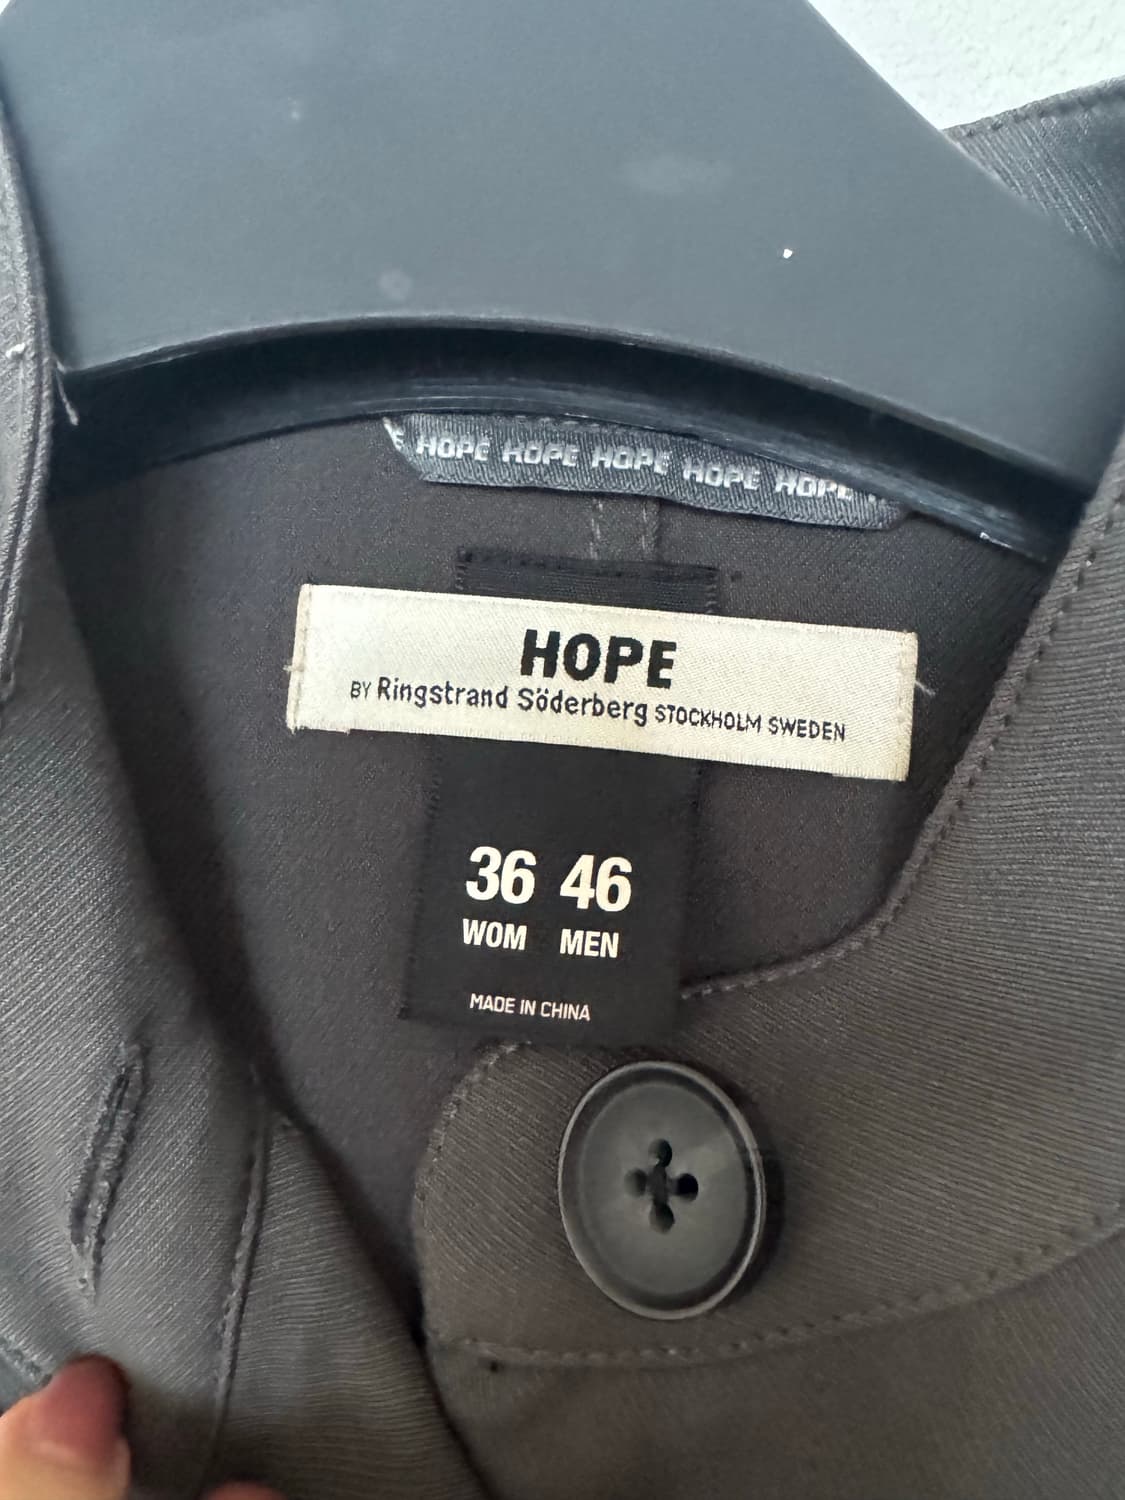 HOPE HOPE HOPE HOPE HOPE
HOPE
BY Ringstrand Söderberg STOCKHOLM SWEDEN
36 46
WOM MEN
MADE IN CHINA